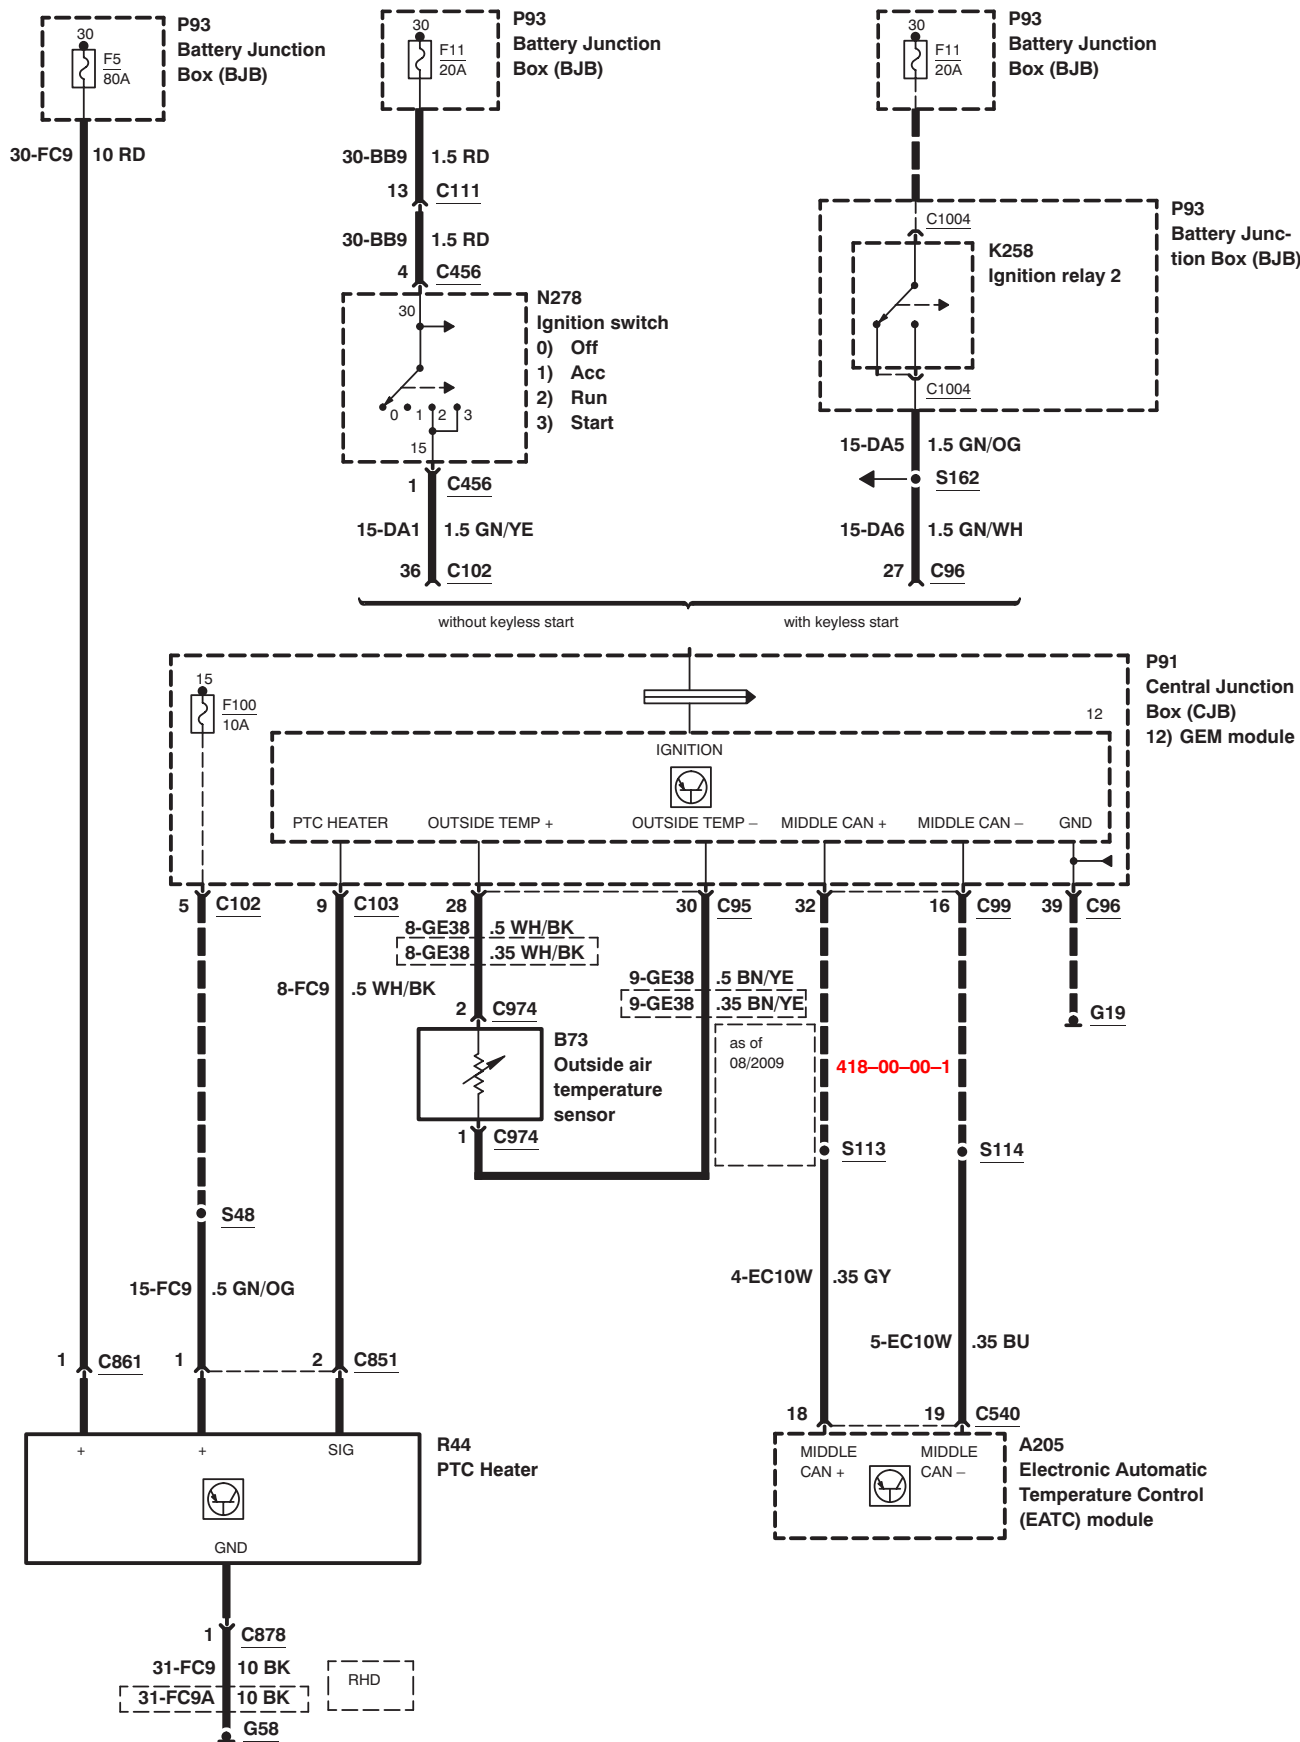 P93
Battery Junction
Box (BJB)
30
F5
80A
30-FC9 10 RD
P93
Battery Junction
Box (BJB)
30
F11
20A
30-BB9 1.5 RD
13 C111
30-BB9 1.5 RD
4 C456
N278
Ignition switch
0) Off
1) Acc
2) Run
3) Start
30
0 1 2 3
15
1 C456
15-DA1 1.5 GN/YE
36 C102
without keyless start
P93
Battery Junction
Box (BJB)
30
F11
20A
P93
Battery Junc-
tion Box (BJB)
C1004
K258
Ignition relay 2
C1004
15-DA5 1.5 GN/OG
S162
15-DA6 1.5 GN/WH
27 C96
with keyless start
P91
Central Junction
Box (CJB)
12) GEM module
15
F100
10A
12
IGNITION
PTC HEATER OUTSIDE TEMP + OUTSIDE TEMP – MIDDLE CAN + MIDDLE CAN – GND
5 C102 9 C103 28 30 C95 32 16 C99 39 C96
8-GE38 .5 WH/BK
8-GE38 .35 WH/BK
8-FC9 .5 WH/BK
9-GE38 .5 BN/YE
9-GE38 .35 BN/YE
2 C974
B73
Outside air
temperature
sensor
1 C974
as of
08/2009
418–00–00–1
G19
S113 S114
S48
15-FC9 .5 GN/OG
4-EC10W .35 GY
5-EC10W .35 BU
1 C861 1 2 C851
18 19 C540
+ + SIG
GND
R44
PTC Heater
MIDDLE
CAN +
MIDDLE
CAN –
A205
Electronic Automatic
Temperature Control
(EATC) module
1 C878
31-FC9 10 BK
31-FC9A 10 BK
RHD
G58